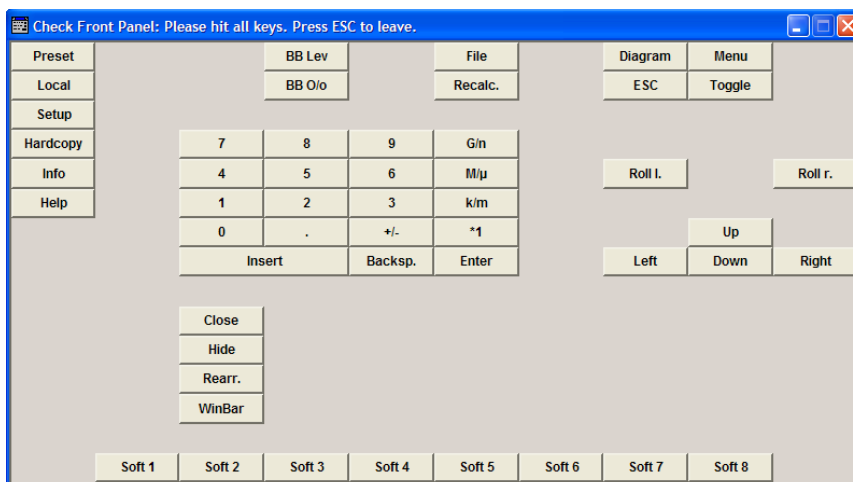 Check Front Panel: Please hit all keys. Press ESC to leave.
Preset BB Lev File Diagram Menu
Local BB O/o Recalc. ESC Toggle
Setup
Hardcopy 7 8 9 G/n
Info 4 5 6 M/μ Roll l. Roll r.
Help 1 2 3 k/m
0 . +/- *1 Up
Insert Backsp. Enter Left Down Right
Close
Hide
Rearr.
WinBar
Soft 1 Soft 2 Soft 3 Soft 4 Soft 5 Soft 6 Soft 7 Soft 8